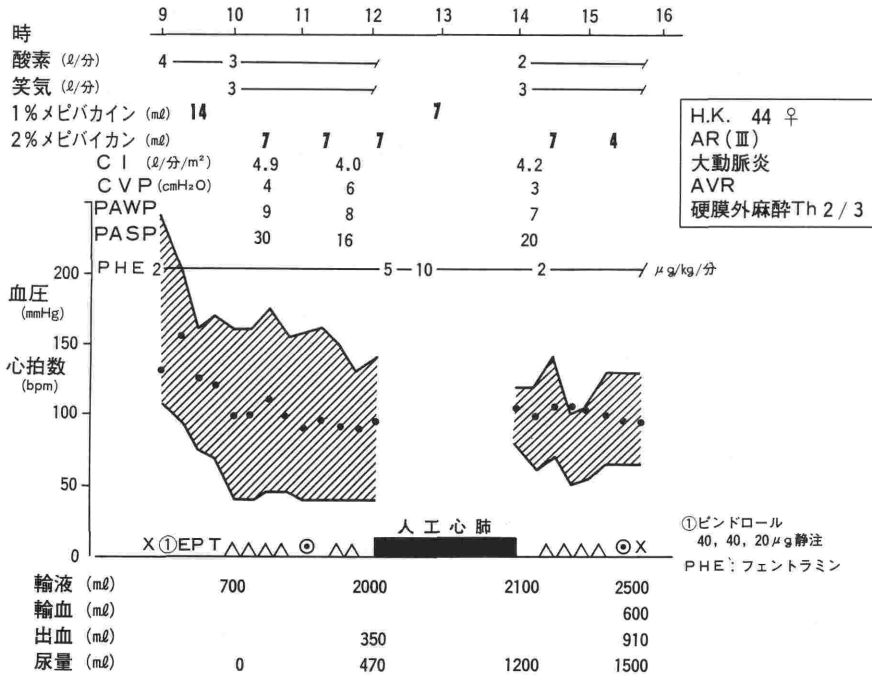 9 10 11 12 13 14 15 16
時
酸素 (ℓ/分) 4 3 2
笑気 (ℓ/分) 3 3
1%メピバカイン (mℓ) 14 7
2%メピバイカン (mℓ) 7 7 7 7 4
CI (ℓ/分/m²) 4.9 4.0 4.2
CVP (cmH₂O) 4 6 3
PAWP 9 8 7
PASP 30 16 20
PHE 2 5 10 2 μg/kg/分
H.K. 44 ♀
AR(Ⅲ)
大動脈炎
AVR
硬膜外麻酔Th 2/3
血圧
(mmHg)
心拍数
(bpm)
200
150
100
50
0
人工心肺
X ①EPT X
①ピンドロール
40, 40, 20μg静注
PHE: フェントラミン
輸液 (mℓ) 700 2000 2100 2500
輸血 (mℓ) 600
出血 (mℓ) 350 910
尿量 (mℓ) 0 470 1200 1500